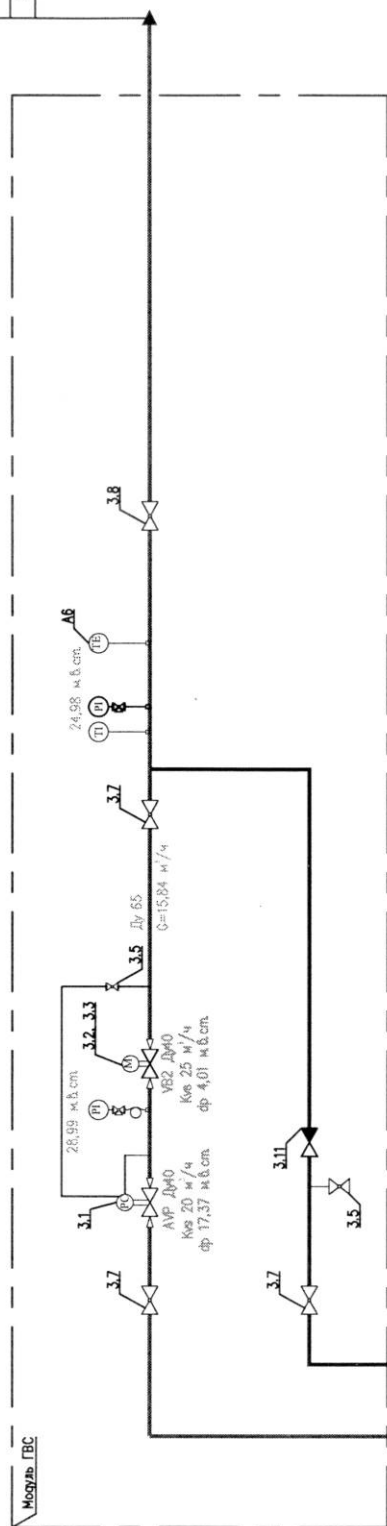 Модуль ГВС
3.7
3.1
PC
AVP Ду40
Kvs 20 м³/ч
dp 17,37 м.в.ст.
28,99 м.в.ст.
PI
3.2, 3.3
M
VB2 Ду40
Kvs 25 м³/ч
dp 4,01 м.в.ст.
3.5
Ду 65
G=15,84 м³/ч
3.7
TI
PI
24,98 м.в.ст.
A6
TE
3.8
3.7
3.5
3.11